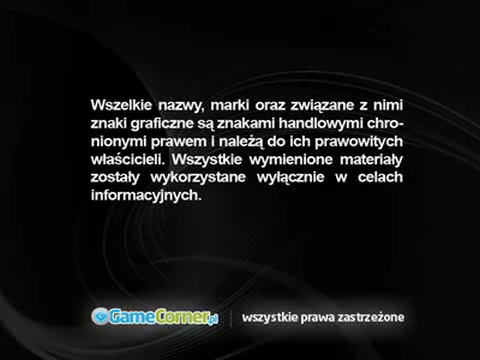 Wszelkie nazwy, marki oraz związane z nimi
znaki graficzne są znakami handlowymi chro-
nionymi prawem i należą do ich prawowitych
właścicieli. Wszystkie wymienione materiały
zostały wykorzystane wyłącznie w celach
informacyjnych.
GameCorner.pl | wszystkie prawa zastrzeżone